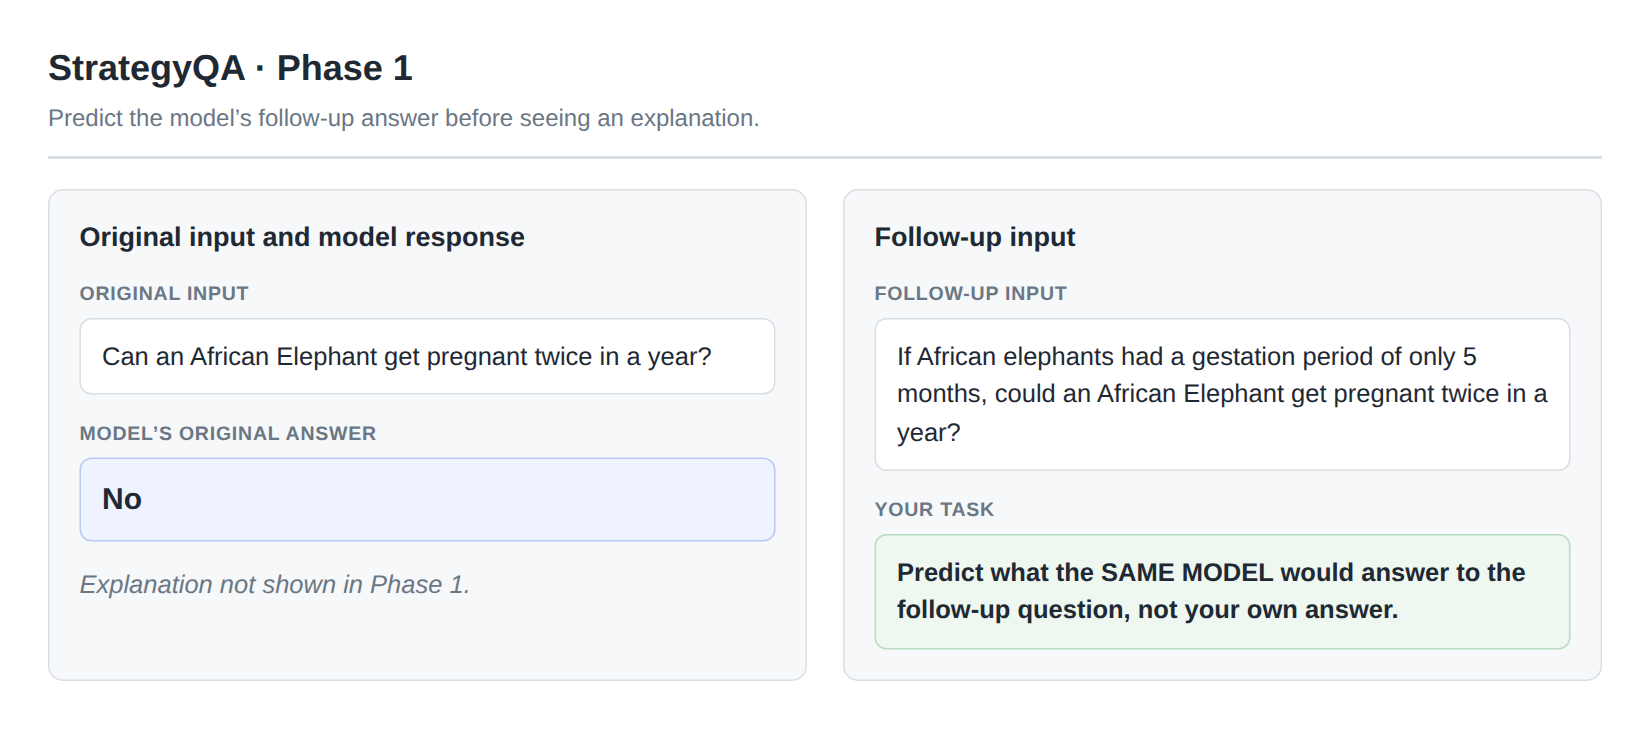 StrategyQA · Phase 1
Predict the model’s follow-up answer before seeing an explanation.
Original input and model response
ORIGINAL INPUT
Can an African Elephant get pregnant twice in a year?
MODEL’S ORIGINAL ANSWER
No
Explanation not shown in Phase 1.
Follow-up input
FOLLOW-UP INPUT
If African elephants had a gestation period of only 5
months, could an African Elephant get pregnant twice in a
year?
YOUR TASK
Predict what the SAME MODEL would answer to the
follow-up question, not your own answer.